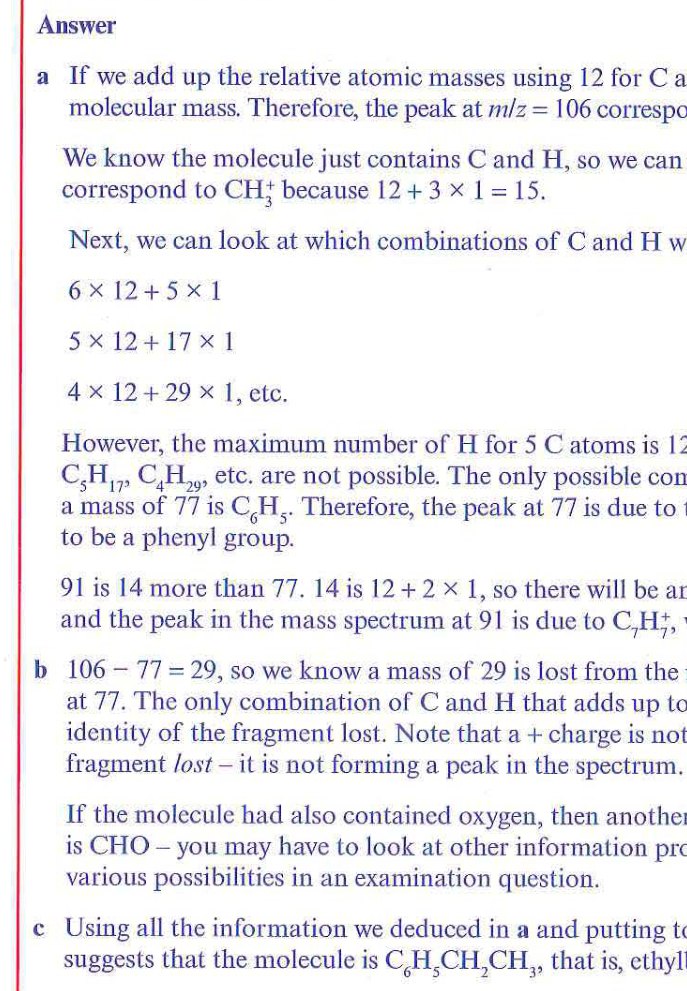 Answer
a If we add up the relative atomic masses using 12 for C a
molecular mass. Therefore, the peak at m/z = 106 correspo
We know the molecule just contains C and H, so we can
correspond to CH₃⁺ because 12 + 3 × 1 = 15.
Next, we can look at which combinations of C and H w
6 × 12 + 5 × 1
5 × 12 + 17 × 1
4 × 12 + 29 × 1, etc.
However, the maximum number of H for 5 C atoms is 12
C₅H₁₇, C₄H₂₉, etc. are not possible. The only possible com
a mass of 77 is C₆H₅. Therefore, the peak at 77 is due to
to be a phenyl group.
91 is 14 more than 77. 14 is 12 + 2 × 1, so there will be an
and the peak in the mass spectrum at 91 is due to C₇H₇⁺,
b 106 − 77 = 29, so we know a mass of 29 is lost from the
at 77. The only combination of C and H that adds up to
identity of the fragment lost. Note that a + charge is not
fragment lost – it is not forming a peak in the spectrum.
If the molecule had also contained oxygen, then another
is CHO – you may have to look at other information pro
various possibilities in an examination question.
c Using all the information we deduced in a and putting to
suggests that the molecule is C₆H₅CH₂CH₃, that is, ethyl